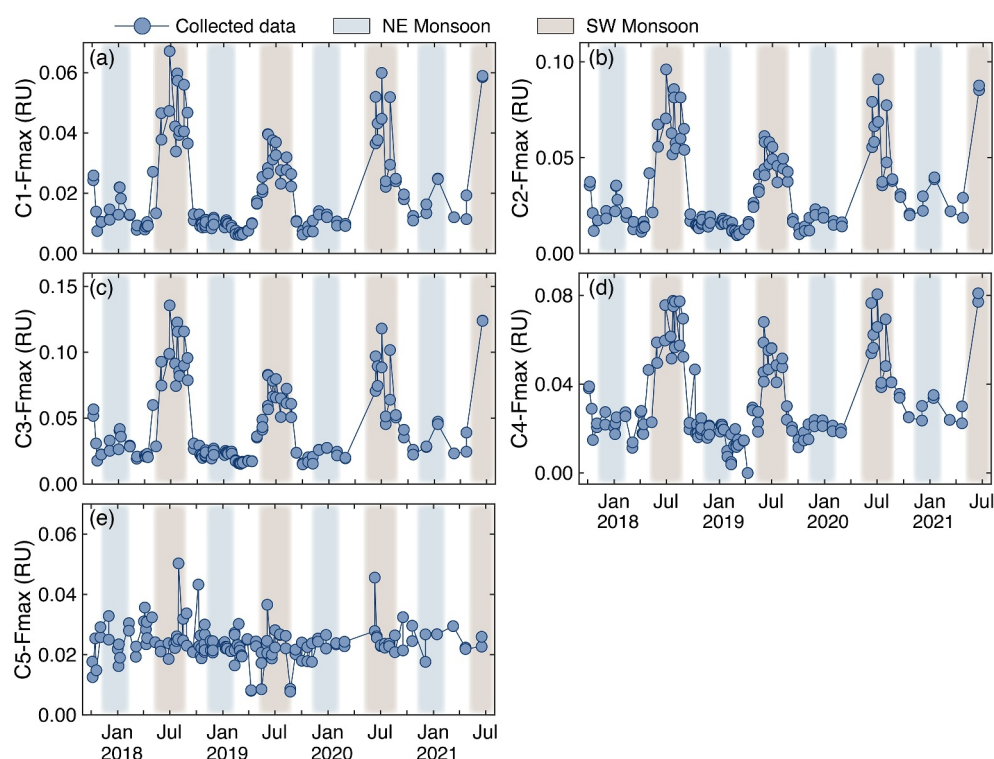 Collected data NE Monsoon SW Monsoon
(a)
C1-Fmax (RU)
0.06
0.04
0.02
0.00
(b)
C2-Fmax (RU)
0.10
0.05
0.00
(c)
C3-Fmax (RU)
0.15
0.10
0.05
0.00
(d)
C4-Fmax (RU)
0.08
0.04
0.00
Jan Jul Jan Jul Jan Jul Jan Jul
2018 2019 2020 2021
(e)
C5-Fmax (RU)
0.06
0.04
0.02
0.00
Jan Jul Jan Jul Jan Jul Jan Jul
2018 2019 2020 2021